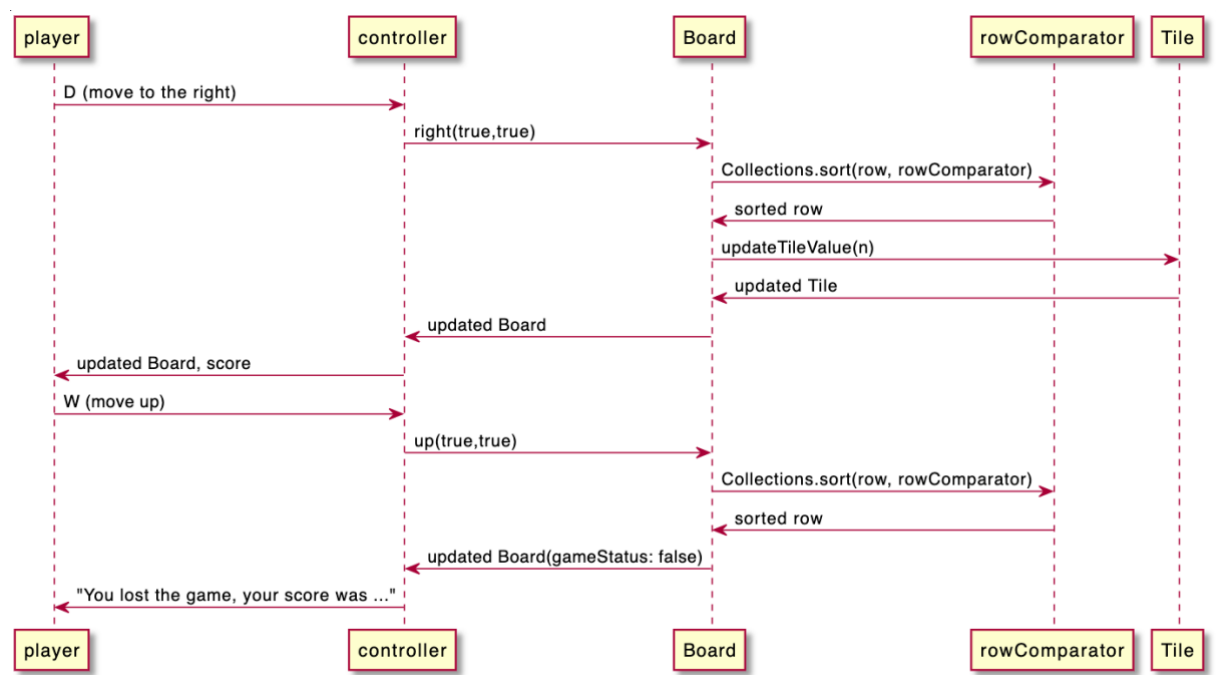 player
controller
Board
rowComparator
Tile
D (move to the right)
right(true,true)
Collections.sort(row, rowComparator)
sorted row
updateTileValue(n)
updated Tile
updated Board
updated Board, score
W (move up)
up(true,true)
Collections.sort(row, rowComparator)
sorted row
updated Board(gameStatus: false)
"You lost the game, your score was ..."
player
controller
Board
rowComparator
Tile